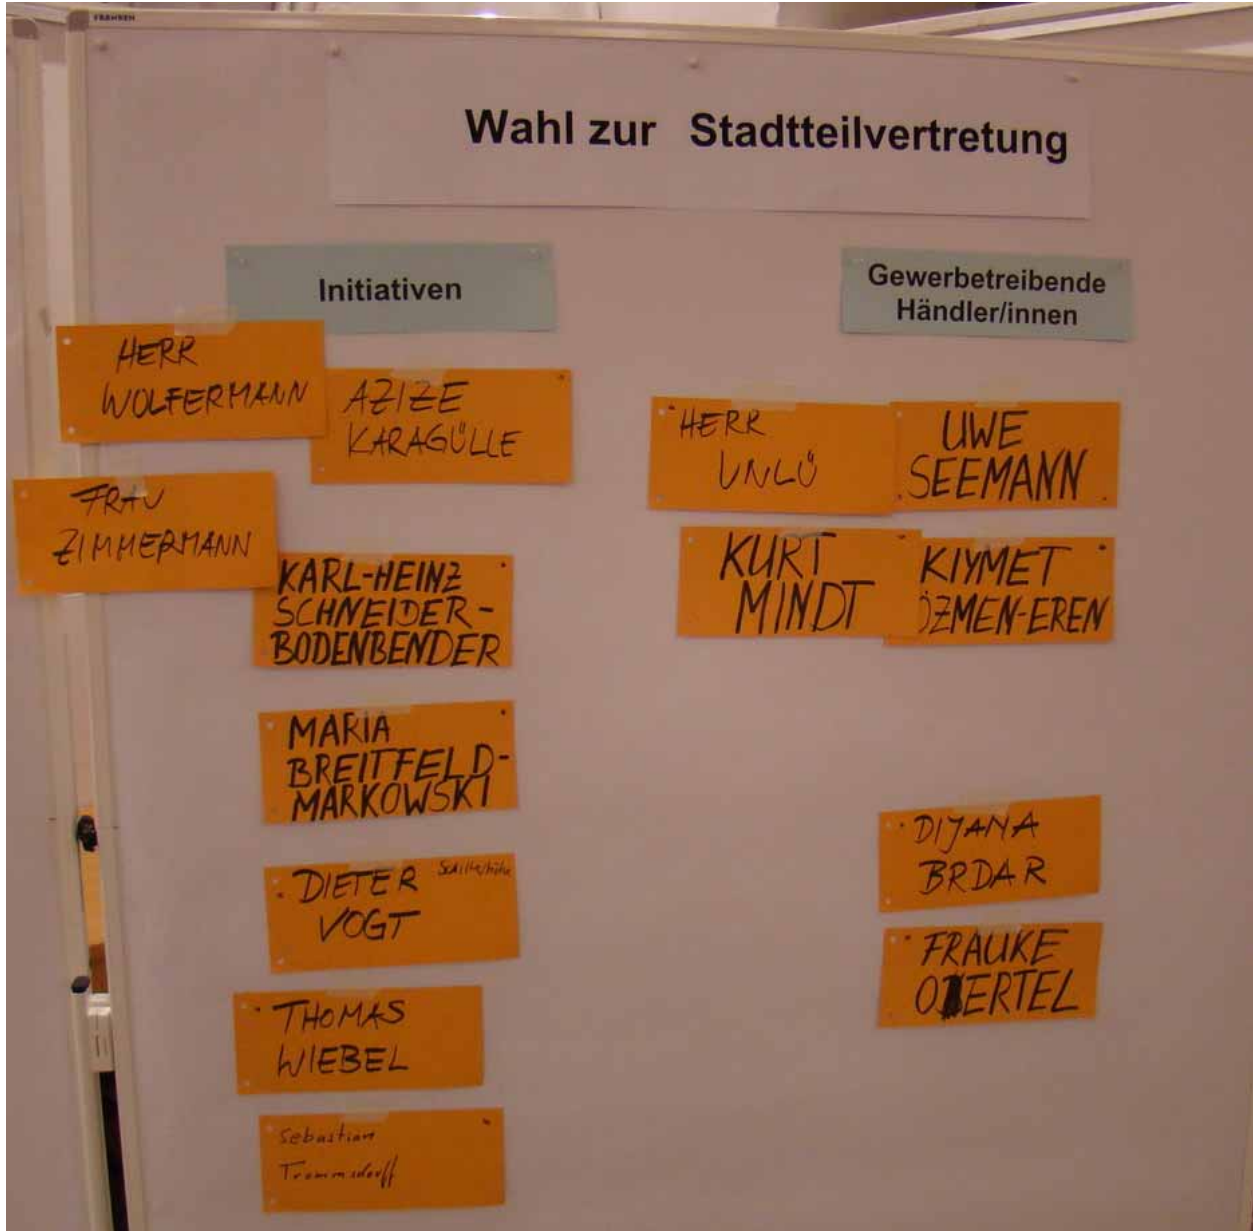 FRANKEN
Wahl zur Stadtteilvertretung
Initiativen
HERR
WOLFERMANN
AZIZE
KARAGÜLLE
FRAU
ZIMMERMANN
KARL-HEINZ
SCHNEIDER-
BODENBENDER
MARIA
BREITFELD-
MARKOWSKI
DIETER
VOGT
THOMAS
WIEBEL
Sebastian
Trommsdorff
Gewerbetreibende
Händler/innen
HERR
UNLÜ
UWE
SEEMANN
KURT
MINDT
KIYMET
ÖZMEN-EREN
DIJANA
BRDAR
FRAUKE
OERTEL